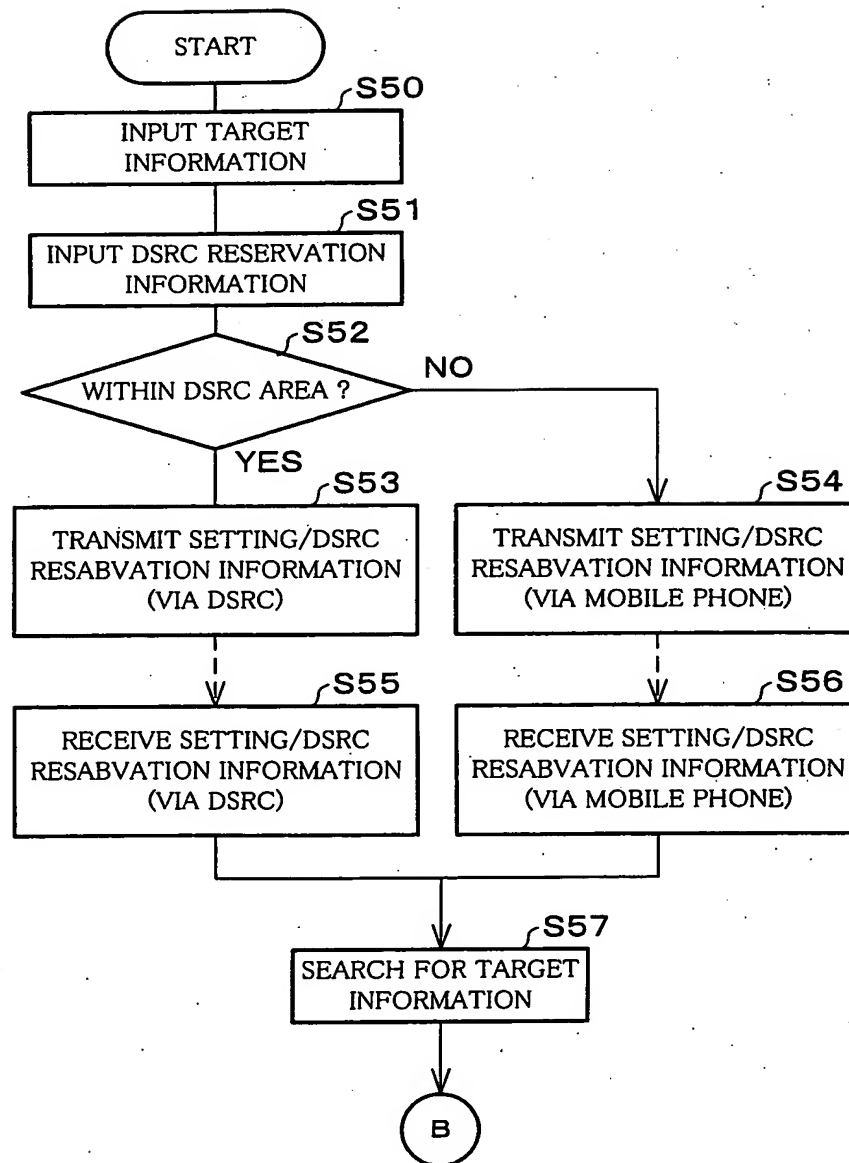 START
S50
INPUT TARGET
INFORMATION
S51
INPUT DSRC RESERVATION
INFORMATION
S52
WITHIN DSRC AREA ?
NO
YES
S53
TRANSMIT SETTING/DSRC
RESABVATION INFORMATION
(VIA DSRC)
S54
TRANSMIT SETTING/DSRC
RESABVATION INFORMATION
(VIA MOBILE PHONE)
S55
RECEIVE SETTING/DSRC
RESABVATION INFORMATION
(VIA DSRC)
S56
RECEIVE SETTING/DSRC
RESABVATION INFORMATION
(VIA MOBILE PHONE)
S57
SEARCH FOR TARGET
INFORMATION
B